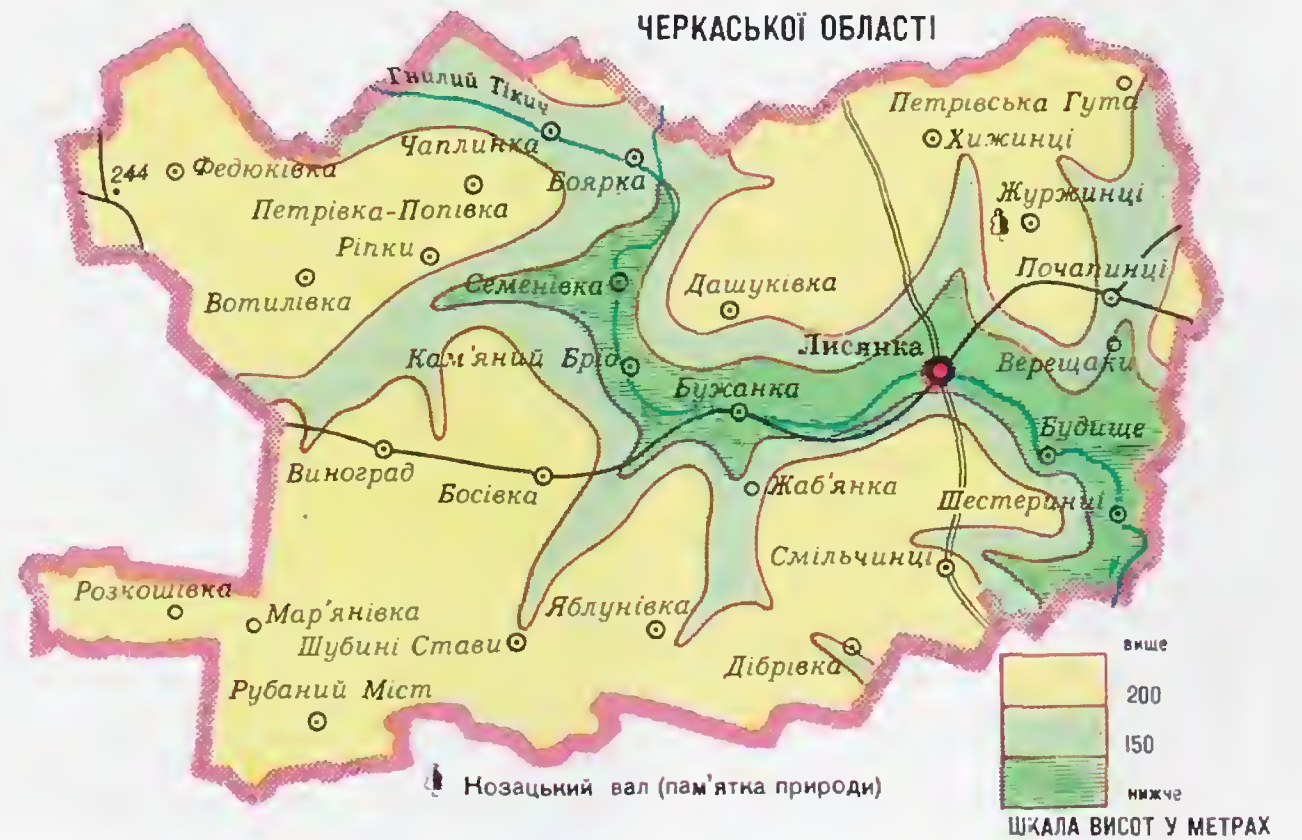 ЧЕРКАСЬКОЇ ОБЛАСТІ
Гнилий Тікич
Петрівська Гута
Хижинці
Чаплинка
Боярка
244
Федюківка
Петрівка-Попівка
Журжинці
Ріпки
Вотилівка
Почапинці
Семенівка
Дашуківка
Лисянка
Кам'яний Брід
Верещаки
Бужанка
Будище
Виноград
Босівка
Жаб'янка
Шестеринці
Смільчинці
Розкошівка
Мар'янівка
Яблунівка
Шубині Стави
Дібрівка
Рубаний Міст
вище
200
150
нижче
Козацький вал (пам'ятка природи)
ШКАЛА ВИСОТ У МЕТРАХ